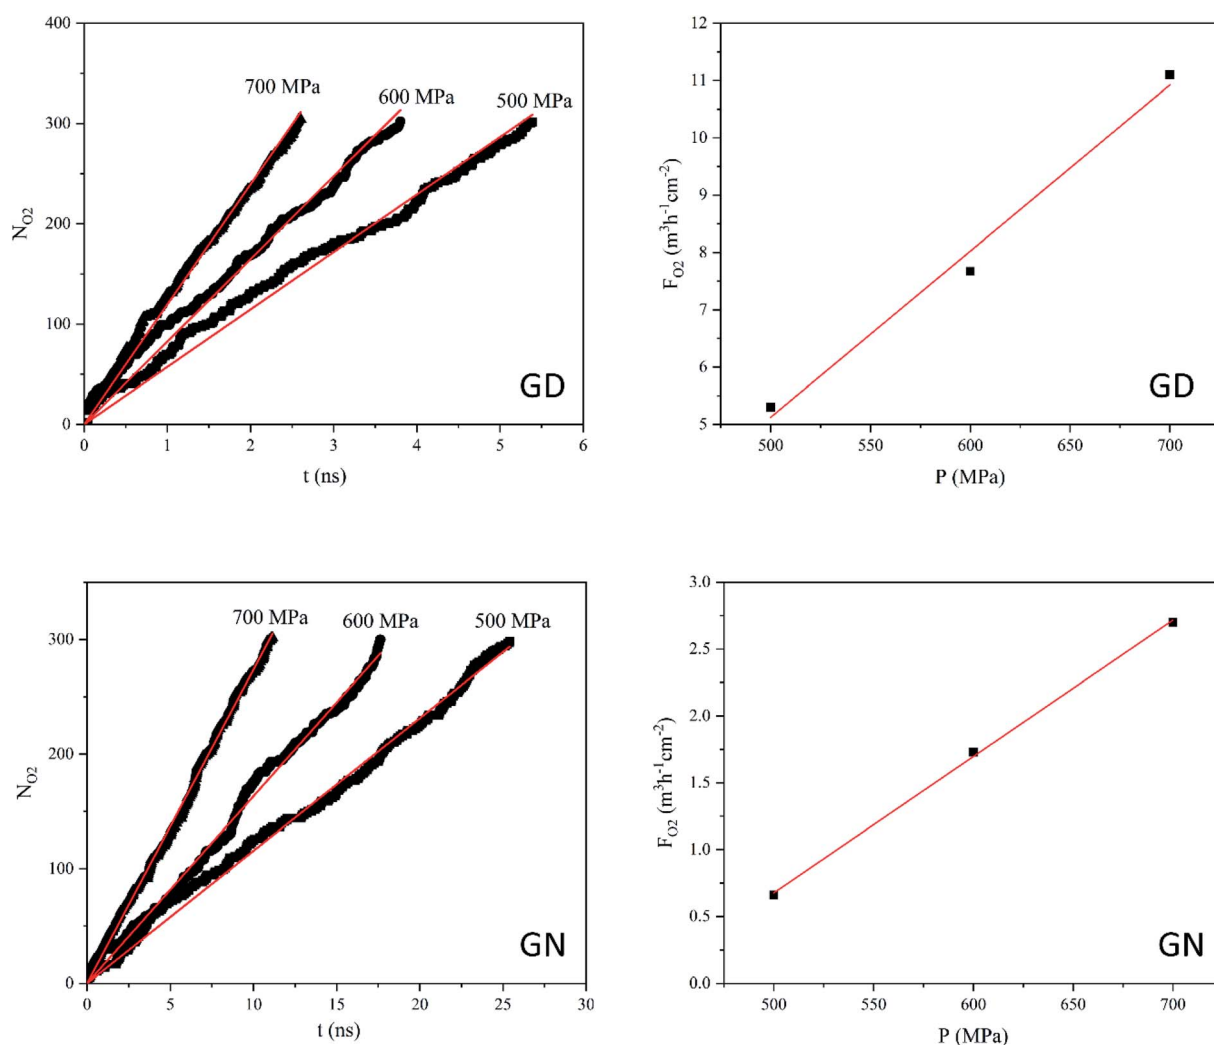 400
300
200
100
0
N_O2
0 1 2 3 4 5 6
t (ns)
700 MPa
600 MPa
500 MPa
GD
12
11
10
9
8
7
6
5
F_O2 (m³h⁻¹cm⁻²)
500 550 600 650 700
P (MPa)
GD
300
200
100
0
N_O2
0 5 10 15 20 25 30
t (ns)
700 MPa
600 MPa
500 MPa
GN
3.0
2.5
2.0
1.5
1.0
0.5
0.0
F_O2 (m³h⁻¹cm⁻²)
500 550 600 650 700
P (MPa)
GN